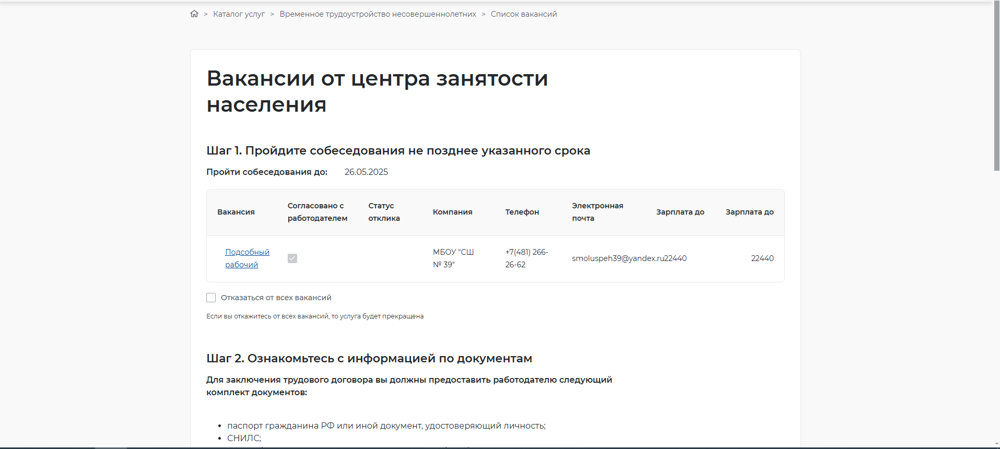 > Каталог услуг > Временное трудоустройство несовершеннолетних > Список вакансий
Вакансии от центра занятости
населения
Шаг 1. Пройдите собеседования не позднее указанного срока
Пройти собеседования до: 26.05.2025
Вакансия
Согласовано с
работодателем
Статус
отклика
Компания
Телефон
Электронная
почта
Зарплата до
Зарплата до
Подсобный
рабочий
МБОУ "СШ
№ 39"
+7(481) 266-
26-62
smoluspeh39@yandex.ru22440
22440
Отказаться от всех вакансий
Если вы откажитесь от всех вакансий, то услуга будет прекращена
Шаг 2. Ознакомьтесь с информацией по документам
Для заключения трудового договора вы должны предоставить работодателю следующий
комплект документов:
• паспорт гражданина РФ или иной документ, удостоверяющий личность;
• СНИЛС;